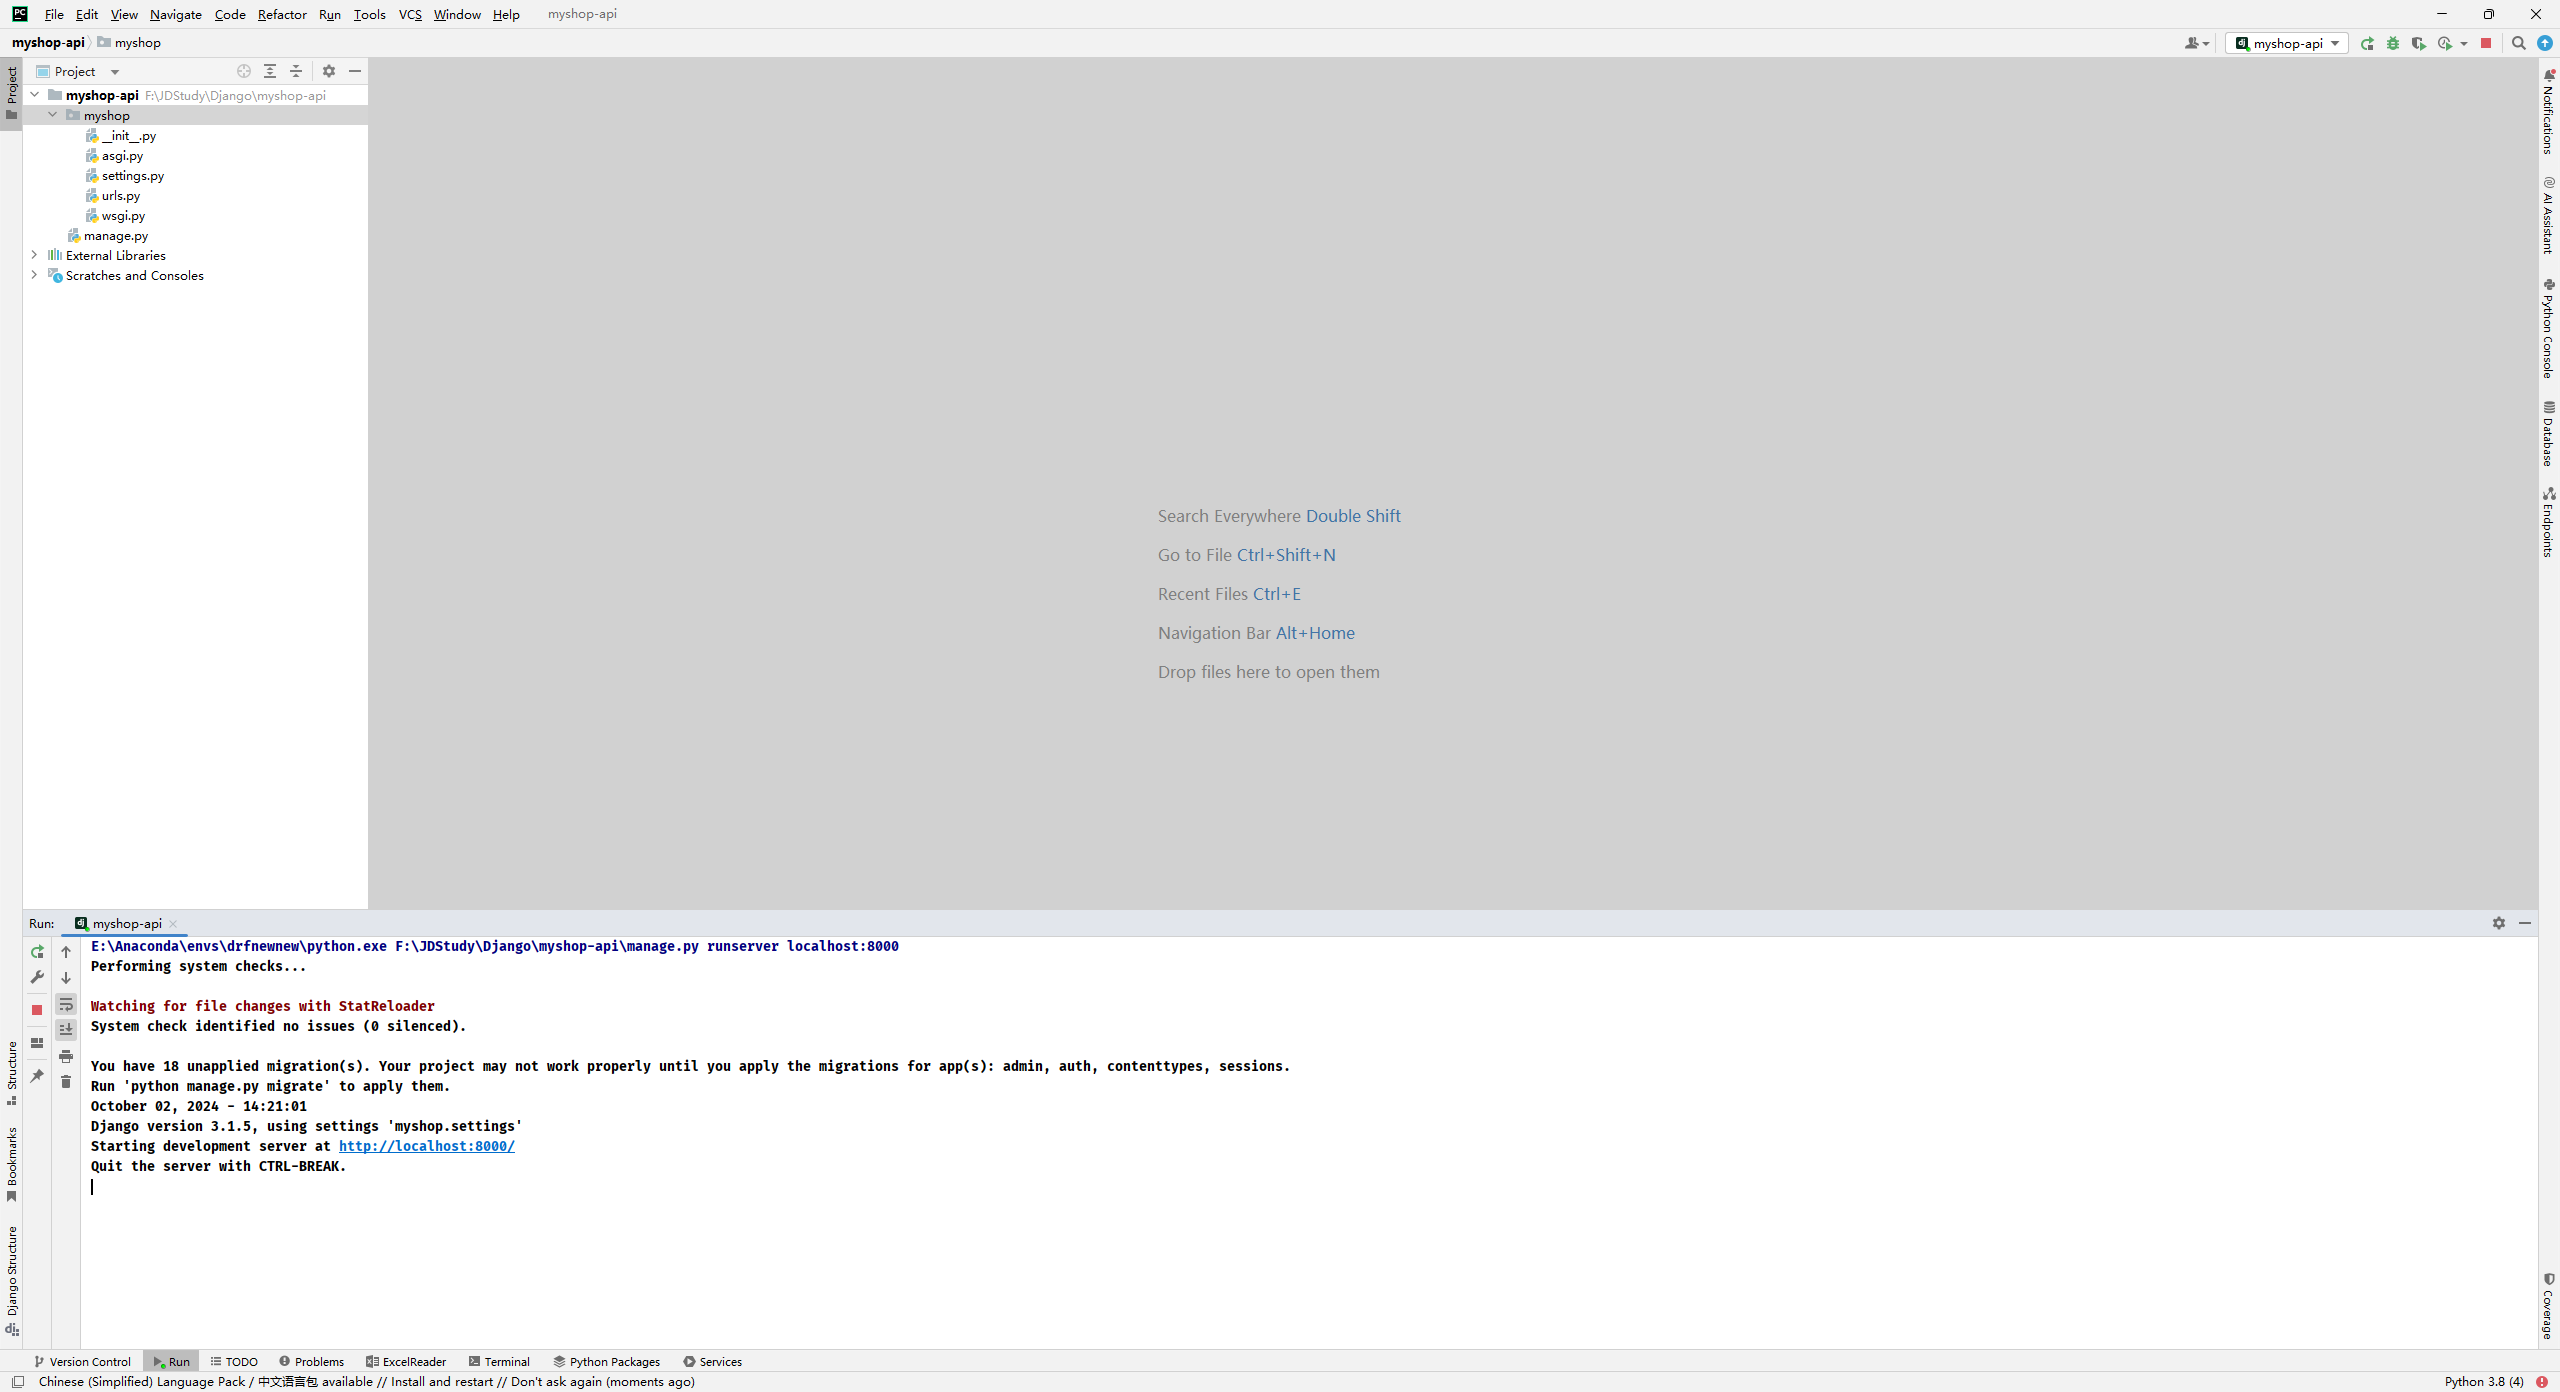 File Edit View Navigate Code Refactor Run Tools VCS Window Help myshop-api
myshop-api myshop
myshop-api
Project
myshop-api F:\JDStudy\Django\myshop-api
myshop
__init__.py
asgi.py
settings.py
urls.py
wsgi.py
manage.py
External Libraries
Scratches and Consoles
Project
Structure
Bookmarks
Django Structure
Search Everywhere Double Shift
Go to File Ctrl+Shift+N
Recent Files Ctrl+E
Navigation Bar Alt+Home
Drop files here to open them
Notifications
AI Assistant
Python Console
Database
Endpoints
Coverage
Run: myshop-api
E:\Anaconda\envs\drfnewnew\python.exe F:\JDStudy\Django\myshop-api\manage.py runserver localhost:8000
Performing system checks...
Watching for file changes with StatReloader
System check identified no issues (0 silenced).
You have 18 unapplied migration(s). Your project may not work properly until you apply the migrations for app(s): admin, auth, contenttypes, sessions.
Run 'python manage.py migrate' to apply them.
October 02, 2024 - 14:21:01
Django version 3.1.5, using settings 'myshop.settings'
Starting development server at http://localhost:8000/
Quit the server with CTRL-BREAK.
Version Control Run TODO Problems ExcelReader Terminal Python Packages Services
Chinese (Simplified) Language Pack / 中文语言包 available // Install and restart // Don't ask again (moments ago)
Python 3.8 (4)